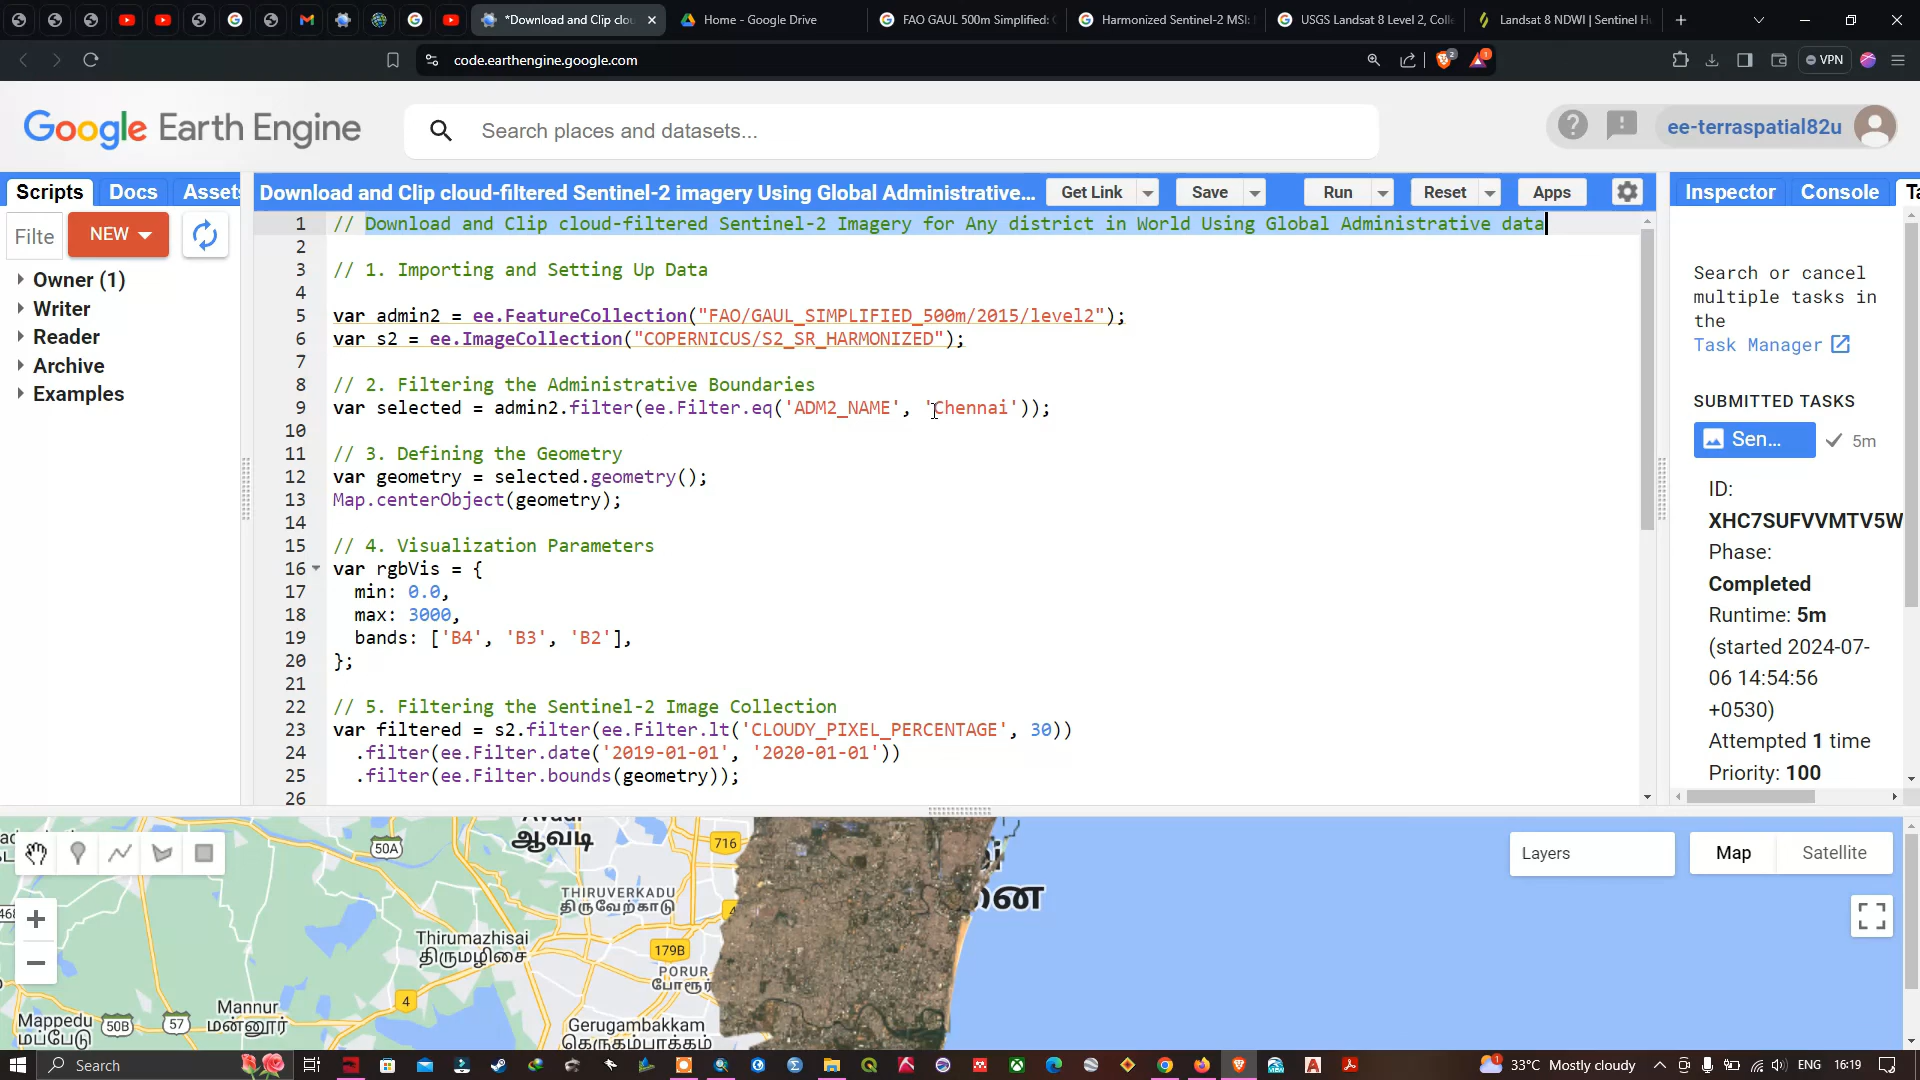 *Download and Clip clou
Home - Google Drive
FAO GAUL 500m Simplified:
Harmonized Sentinel-2 MSI:
USGS Landsat 8 Level 2, Colle
Landsat 8 NDWI | Sentinel H
code.earthengine.google.com
2
1
VPN
Google Earth Engine
Search places and datasets...
ee-terraspatial82u
Scripts
Docs
Assets
Download and Clip cloud-filtered Sentinel-2 imagery Using Global Administrative...
Get Link
Save
Run
Reset
Apps
Inspector
Console
Ta
Filte
NEW
Owner (1)
Writer
Reader
Archive
Examples
1 // Download and Clip cloud-filtered Sentinel-2 Imagery for Any district in World Using Global Administrative data
2
3 // 1. Importing and Setting Up Data
4
5 var admin2 = ee.FeatureCollection("FAO/GAUL_SIMPLIFIED_500m/2015/level2");
6 var s2 = ee.ImageCollection("COPERNICUS/S2_SR_HARMONIZED");
7
8 // 2. Filtering the Administrative Boundaries
9 var selected = admin2.filter(ee.Filter.eq('ADM2_NAME', 'Chennai'));
10
11 // 3. Defining the Geometry
12 var geometry = selected.geometry();
13 Map.centerObject(geometry);
14
15 // 4. Visualization Parameters
16 var rgbVis = {
17 min: 0.0,
18 max: 3000,
19 bands: ['B4', 'B3', 'B2'],
20 };
21
22 // 5. Filtering the Sentinel-2 Image Collection
23 var filtered = s2.filter(ee.Filter.lt('CLOUDY_PIXEL_PERCENTAGE', 30))
24 .filter(ee.Filter.date('2019-01-01', '2020-01-01'))
25 .filter(ee.Filter.bounds(geometry));
26
Search or cancel
multiple tasks in
the
Task Manager
SUBMITTED TASKS
Sen...
5m
ID:
XHC7SUFVVMTV5W
Phase:
Completed
Runtime: 5m
(started 2024-07-
06 14:54:56
+0530)
Attempted 1 time
Priority: 100
ஆவடி
50A
716
THIRUVERKADU
திருவேற்காடு
Thirumazhisai
திருமழிசை
179B
PORUR
போரூர்
4
Mannur
மண்ணூர்
Mappedu
மப்பேடு
50B
57
Gerugambakkam
கெருகம்பாக்கம்
Layers
Map
Satellite
Search
1
33°C Mostly cloudy
ENG
16:19